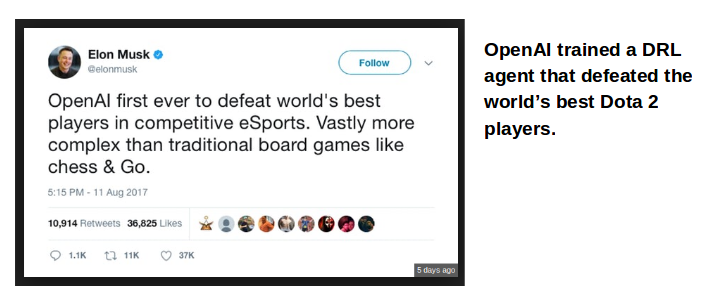 Elon Musk
@elonmusk
Follow
OpenAI first ever to defeat world's best
players in competitive eSports. Vastly more
complex than traditional board games like
chess & Go.
5:15 PM - 11 Aug 2017
10,914 Retweets 36,825 Likes
1.1K 11K 37K
5 days ago
OpenAI trained a DRL
agent that defeated the
world’s best Dota 2
players.